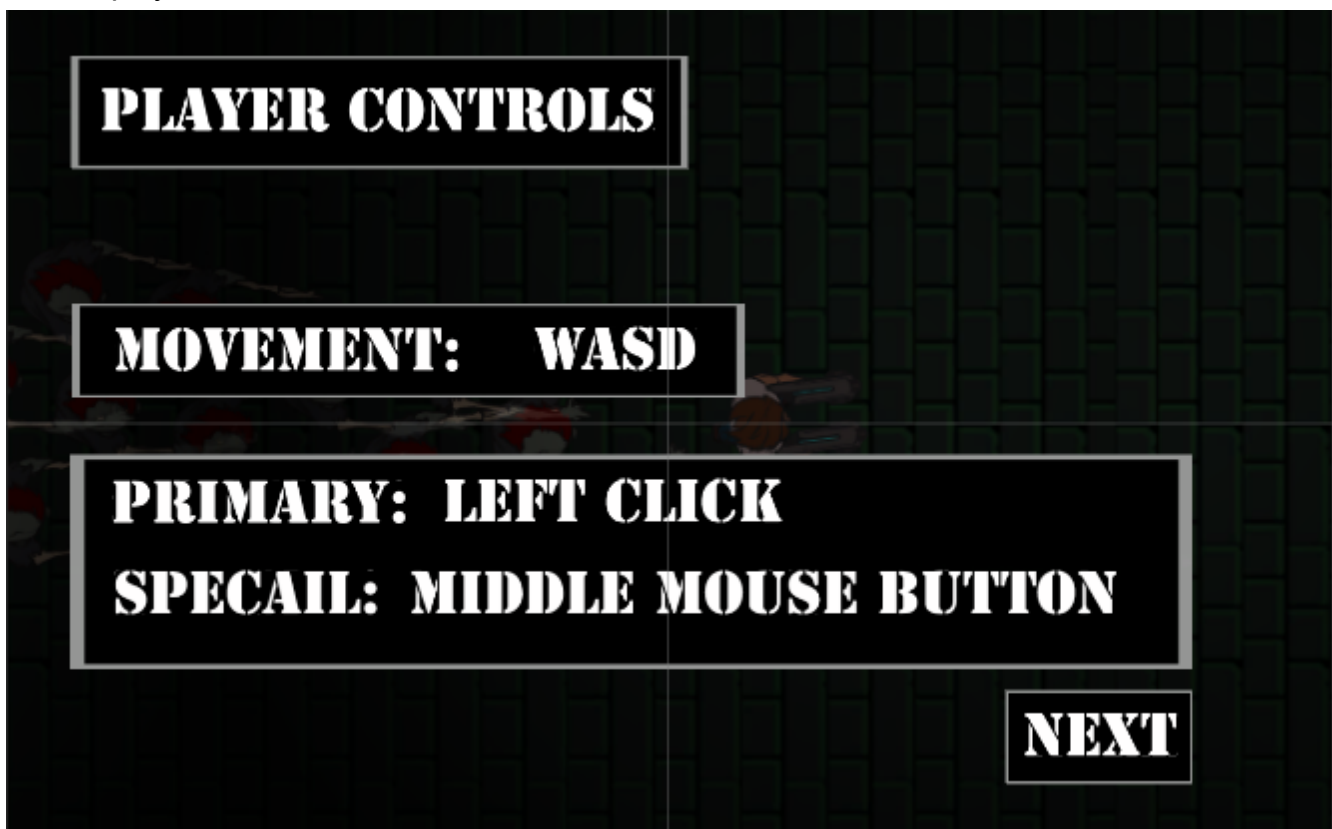 PLAYER CONTROLS
MOVEMENT: WASD
PRIMARY: LEFT CLICK
SPECAIL: MIDDLE MOUSE BUTTON
NEXT